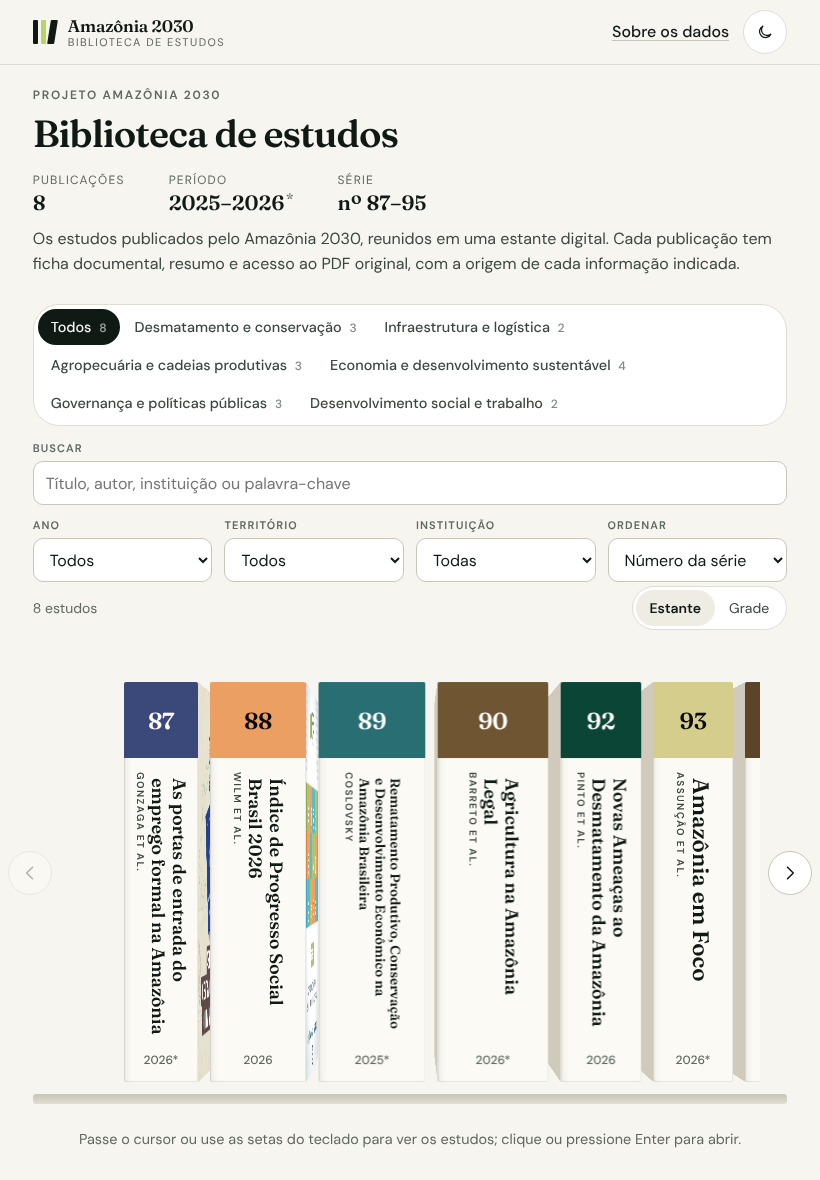 Amazônia 2030
BIBLIOTECA DE ESTUDOS
Sobre os dados
PROJETO AMAZÔNIA 2030
Biblioteca de estudos
PUBLICAÇÕES
8
PERÍODO
2025–2026*
SÉRIE
nº 87–95
Os estudos publicados pelo Amazônia 2030, reunidos em uma estante digital. Cada publicação tem
ficha documental, resumo e acesso ao PDF original, com a origem de cada informação indicada.
Todos 8
Desmatamento e conservação 3
Infraestrutura e logística 2
Agropecuária e cadeias produtivas 3
Economia e desenvolvimento sustentável 4
Governança e políticas públicas 3
Desenvolvimento social e trabalho 2
BUSCAR
Título, autor, instituição ou palavra-chave
ANO
Todos
TERRITÓRIO
Todos
INSTITUIÇÃO
Todas
ORDENAR
Número da série
8 estudos
Estante
Grade
87
As portas de entrada do
emprego formal na Amazônia
GONZAGA ET AL.
2026*
88
Índice de Progresso Social
Brasil 2026
WILM ET AL.
2026
89
Rematamento Produtivo, Conservação
e Desenvolvimento Econômico na
Amazônia Brasileira
COSLOVSKY
2025*
90
Agricultura na Amazônia
Legal
BARRETO ET AL.
2026*
92
Novas Ameaças ao
Desmatamento da Amazônia
PINTO ET AL.
2026
93
Amazônia em Foco
ASSUNÇÃO ET AL.
2026*
Passe o cursor ou use as setas do teclado para ver os estudos; clique ou pressione Enter para abrir.